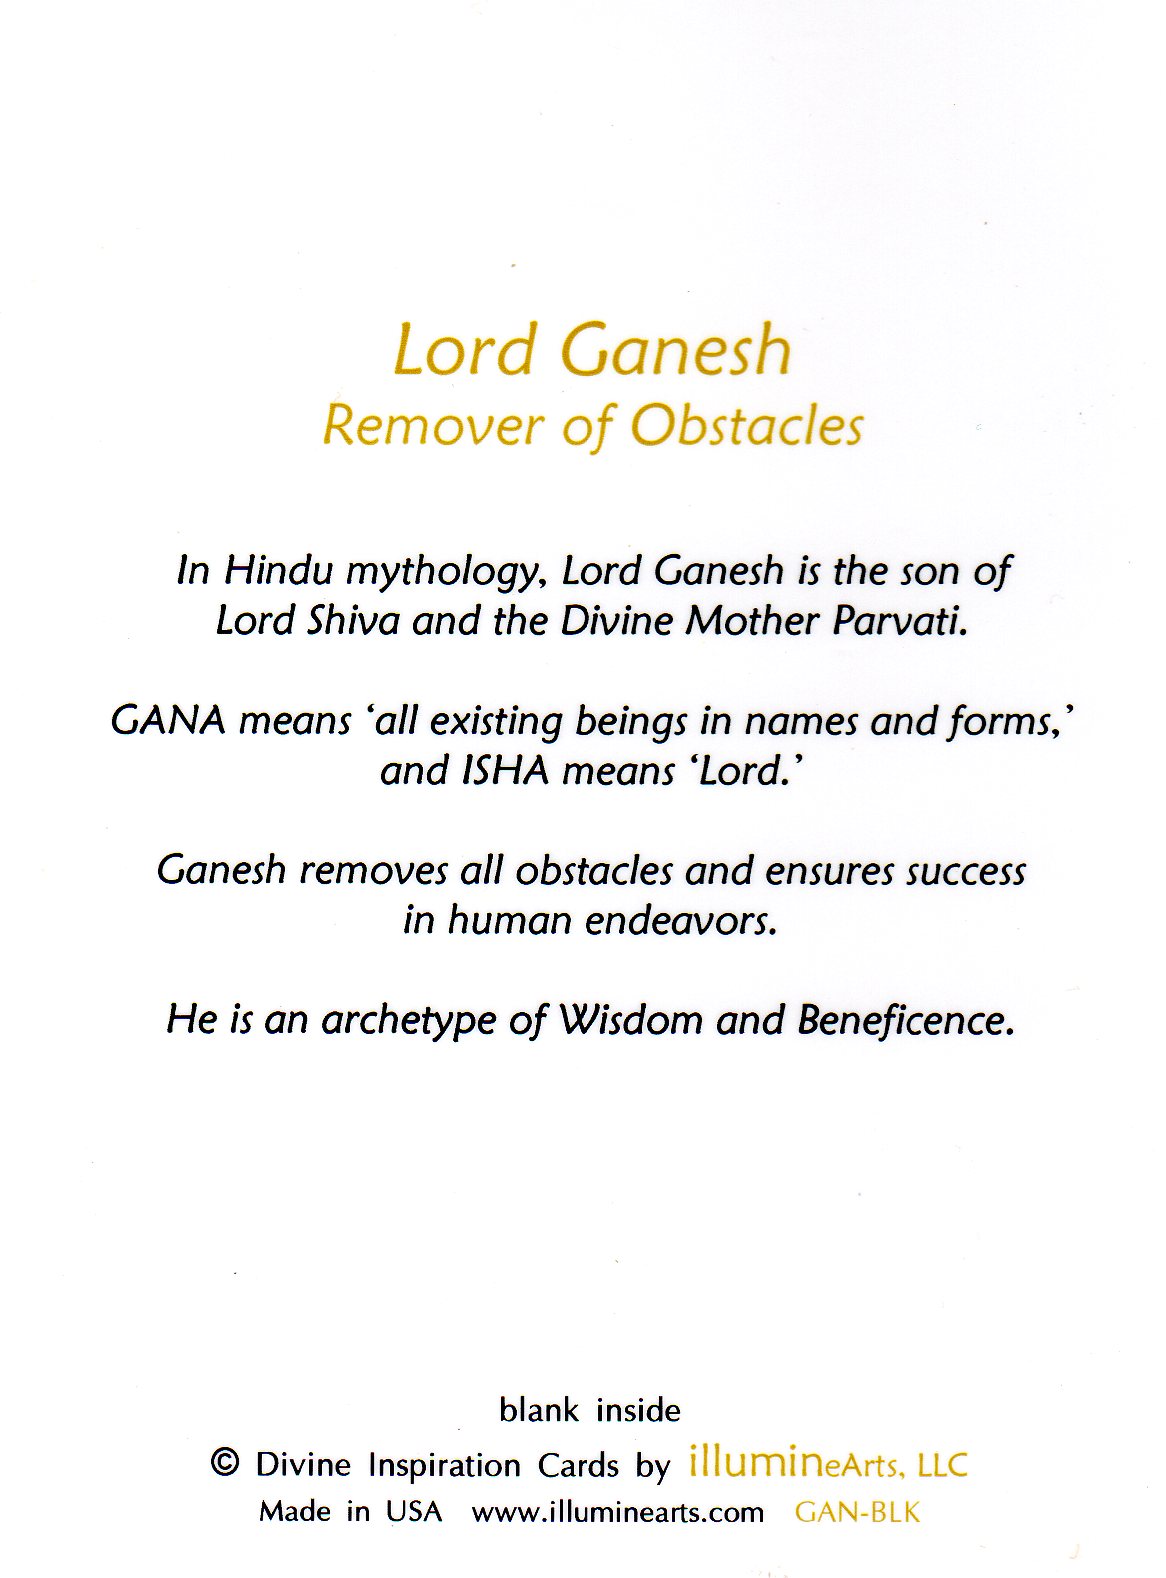 Lord Ganesh
Remover of Obstacles
In Hindu mythology, Lord Ganesh is the son of
Lord Shiva and the Divine Mother Parvati.
GANA means ‘all existing beings in names and forms,’
and ISHA means ‘Lord.’
Ganesh removes all obstacles and ensures success
in human endeavors.
He is an archetype of Wisdom and Beneficence.
blank inside
© Divine Inspiration Cards by illumineArts, LLC
Made in USA www.illuminearts.com GAN-BLK